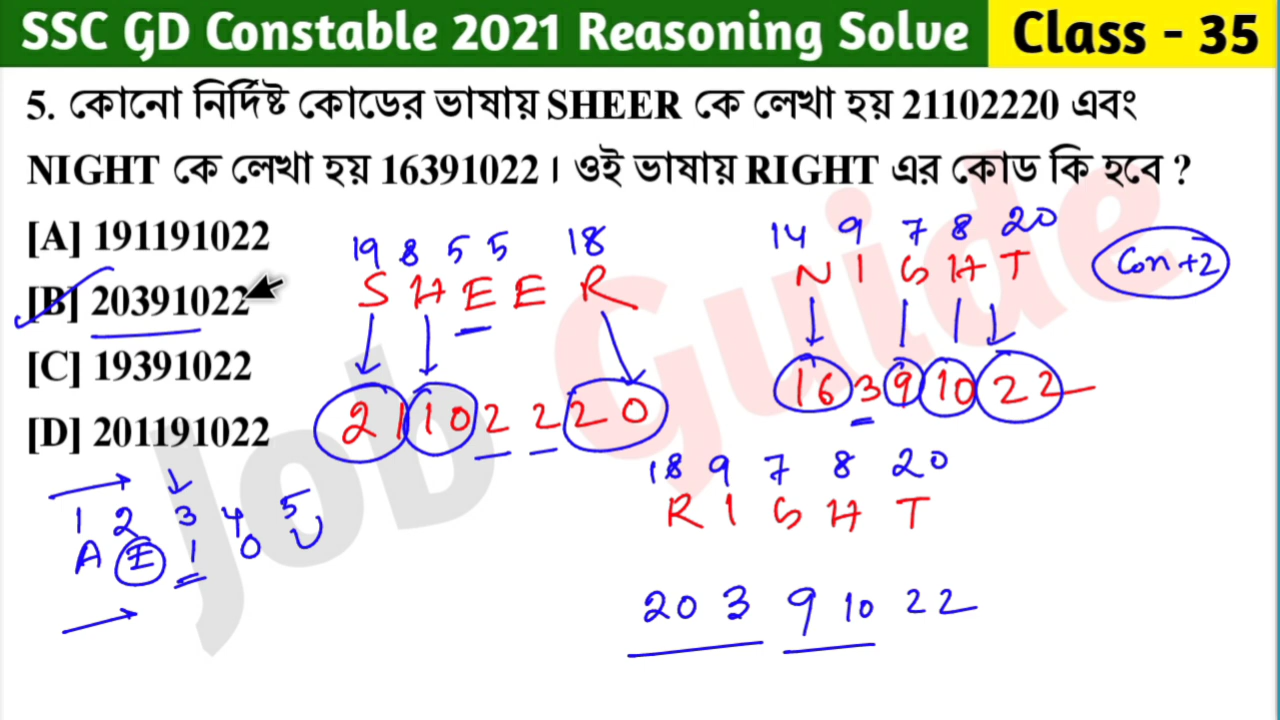 SSC GD Constable 2021 Reasoning Solve
Class - 35
5. কোনো নির্দিষ্ট কোডের ভাষায় SHEER কে লেখা হয় 21102220 এবং
NIGHT কে লেখা হয় 16391022। ওই ভাষায় RIGHT এর কোড কি হবে ?
[A] 191191022
[B] 20391022
[C] 19391022
[D] 201191022
19 8 5 5 18
S H E E R
21 10 2 2 20
14 9 7 8 20
N I G H T
Con +2
16 3 9 10 22
18 9 7 8 20
R I G H T
20 3 9 10 22
1 2 3 4 5
A E I O U
Job Guide